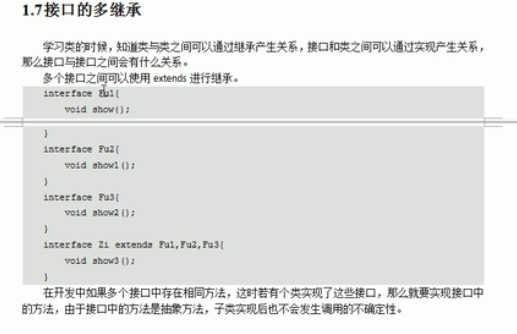 1.7接口的多继承
学习类的时候，知道类与类之间可以通过继承产生关系，接口和类之间可以通过实现产生关系，
那么接口与接口之间会有什么关系。
多个接口之间可以使用 extends 进行继承。
interface Fu1{
void show();
}
interface Fu2{
void show1();
}
interface Fu3{
void show2();
}
interface Zi extends Fu1,Fu2,Fu3{
void show3();
}
在开发中如果多个接口中存在相同方法，这时若有个类实现了这些接口，那么就要实现接口中
的方法，由于接口中的方法是抽象方法，子类实现后也不会发生调用的不确定性。